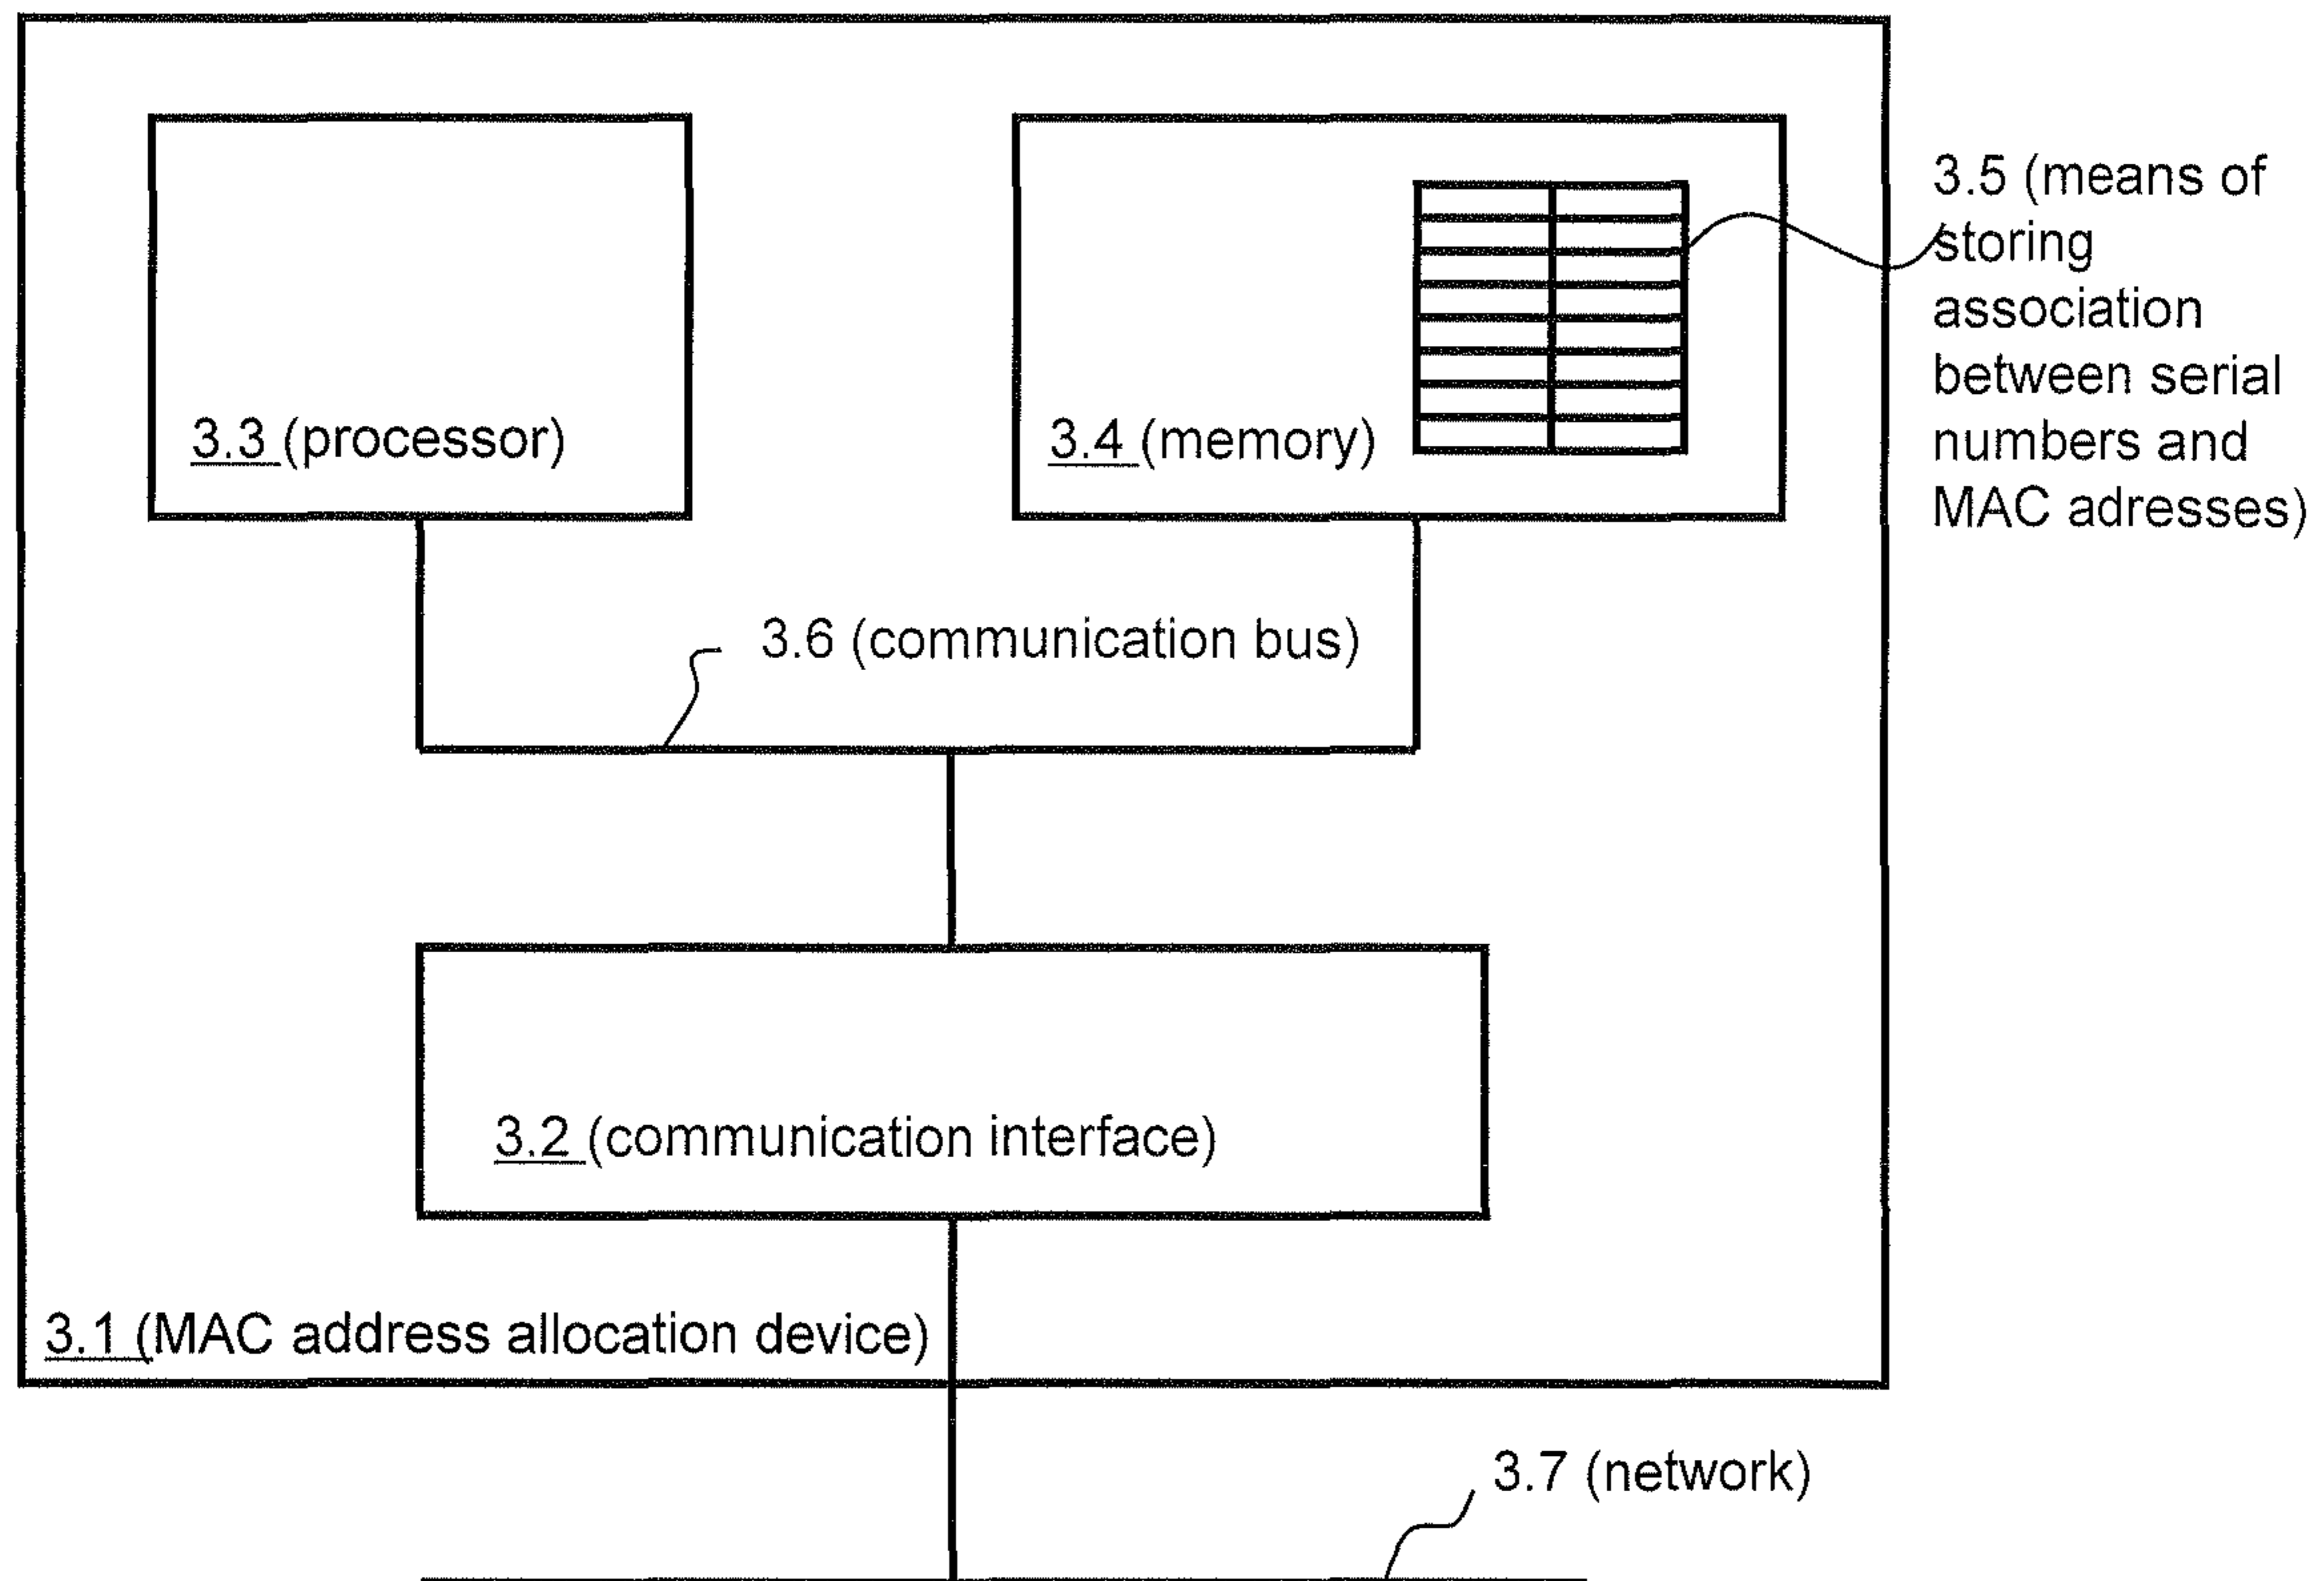 3.5 (means of
storing
association
between serial
numbers and
MAC adresses)
3.3 (processor)
3.4 (memory)
3.6 (communication bus)
3.2 (communication interface)
3.1 (MAC address allocation device)
3.7 (network)